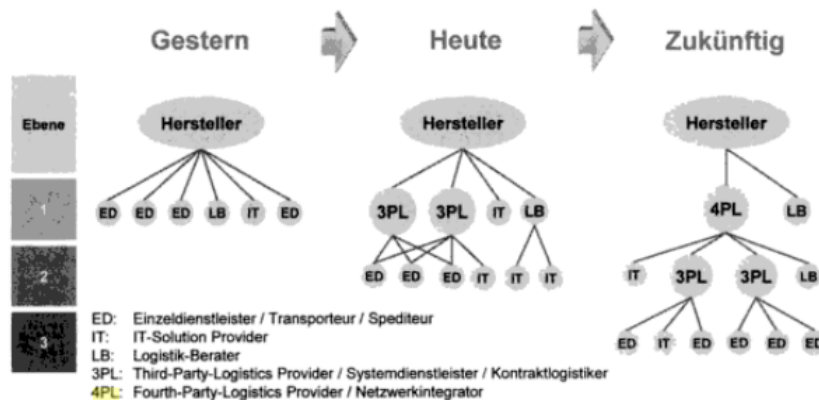 Gestern Heute Zukünftig
Ebene Hersteller Hersteller Hersteller
1 ED ED ED LB IT ED 3PL 3PL IT LB 4PL LB
2 ED ED ED IT IT IT IT 3PL 3PL LB
ED: Einzeldienstleister / Transporteur / Spediteur
3 IT: IT-Solution Provider ED IT ED ED ED ED
LB: Logistik-Berater
3PL: Third-Party-Logistics Provider / Systemdienstleister / Kontraktlogistiker
4PL: Fourth-Party-Logistics Provider / Netzwerkintegrator